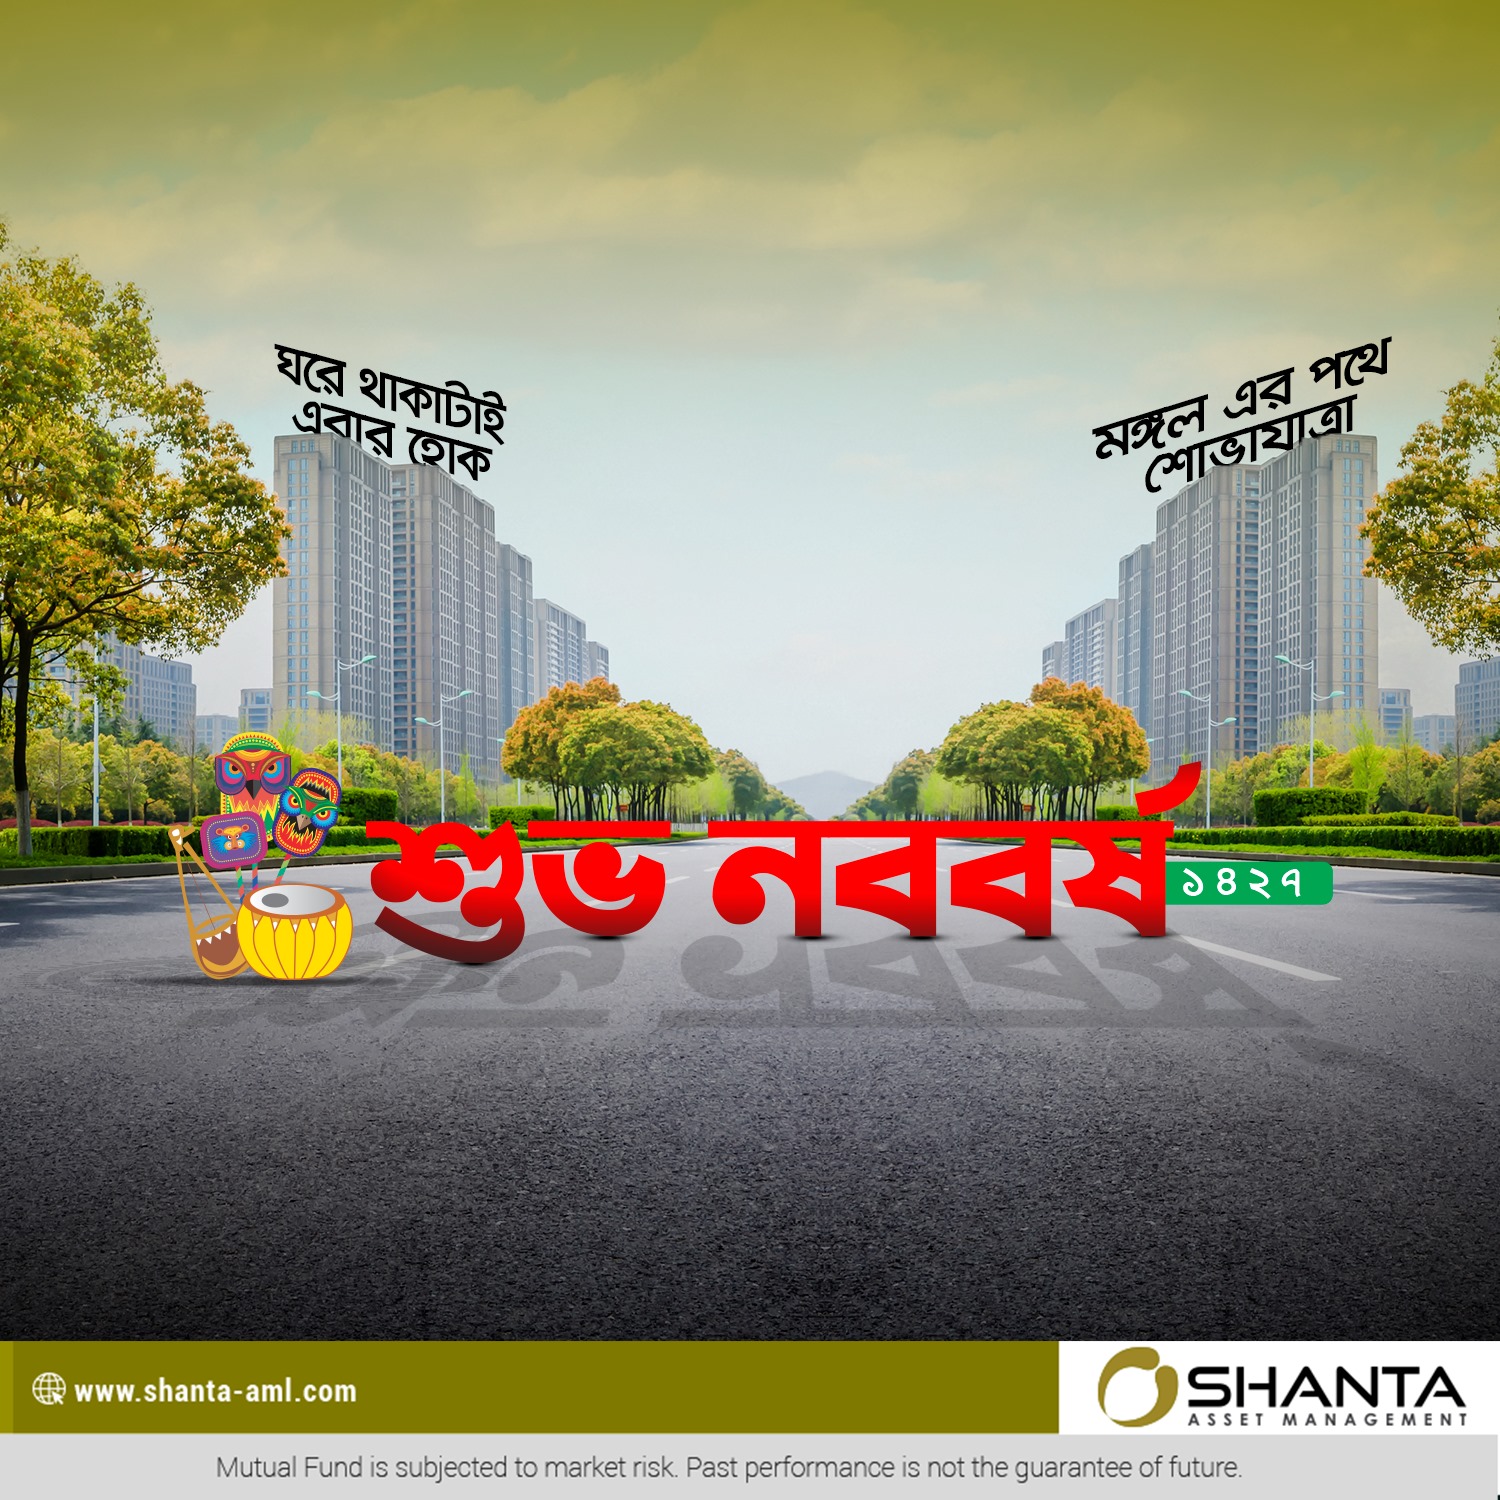 ঘরে থাকাটাই
এবার হোক
মঙ্গল এর পথে
শোভাযাত্রা
শুভ নববর্ষ
১৪২৭
www.shanta-aml.com
SHANTA
ASSET MANAGEMENT
Mutual Fund is subjected to market risk. Past performance is not the guarantee of future.